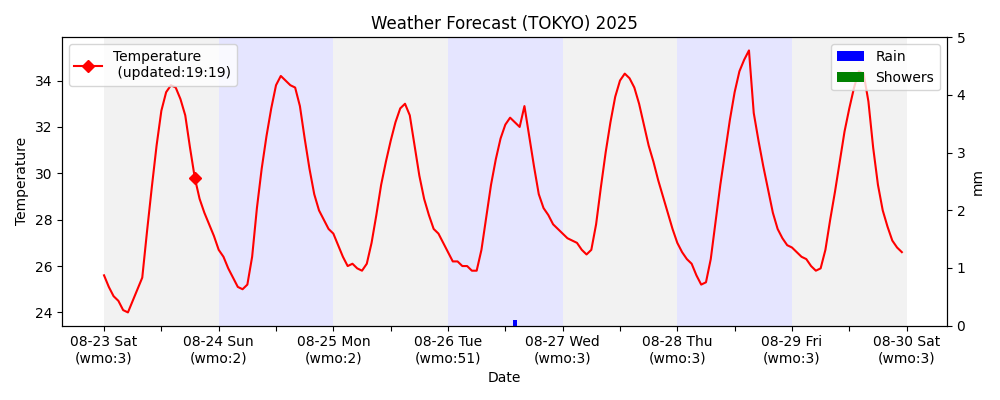 Weather Forecast (TOKYO) 2025
Temperature
(updated:19:19)
Rain
Showers
Temperature
34
32
30
28
26
24
5
4
3
2
1
0
mm
08-23 Sat 08-24 Sun 08-25 Mon 08-26 Tue 08-27 Wed 08-28 Thu 08-29 Fri 08-30 Sat
(wmo:3) (wmo:2) (wmo:2) (wmo:51) (wmo:3) (wmo:3) (wmo:3) (wmo:3)
Date